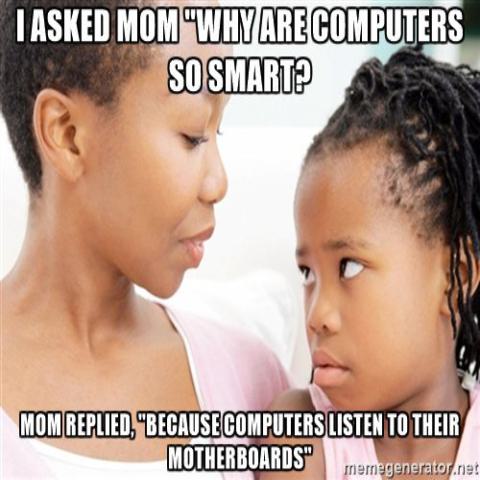 I ASKED MOM "WHY ARE COMPUTERS
SO SMART?
MOM REPLIED, "BECAUSE COMPUTERS LISTEN TO THEIR
MOTHERBOARDS"
memegenerator.net